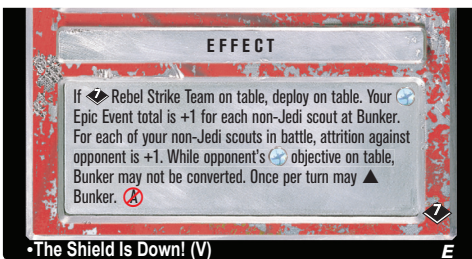 EFFECT
If 7 Rebel Strike Team on table, deploy on table. Your
Epic Event total is +1 for each non-Jedi scout at Bunker.
For each of your non-Jedi scouts in battle, attrition against
opponent is +1. While opponent's objective on table,
Bunker may not be converted. Once per turn may ▲
Bunker. A
7
•The Shield Is Down! (V)
E